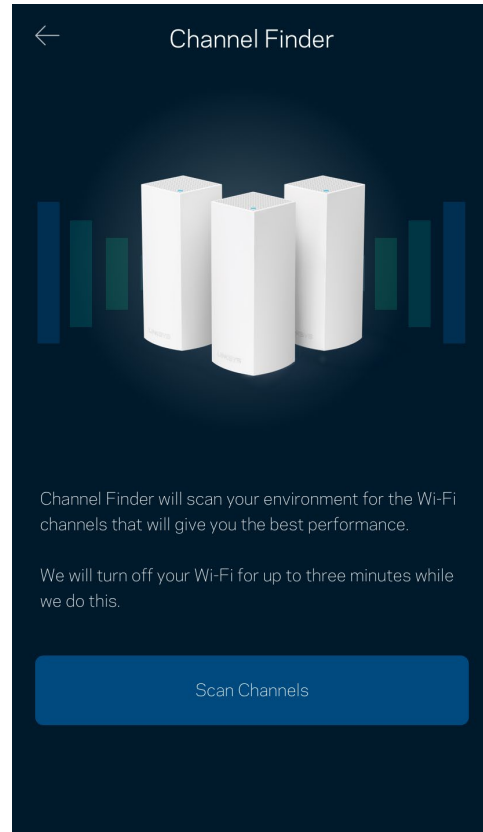 Channel Finder
Channel Finder will scan your environment for the Wi-Fi
channels that will give you the best performance.
We will turn off your Wi-Fi for up to three minutes while
we do this.
Scan Channels